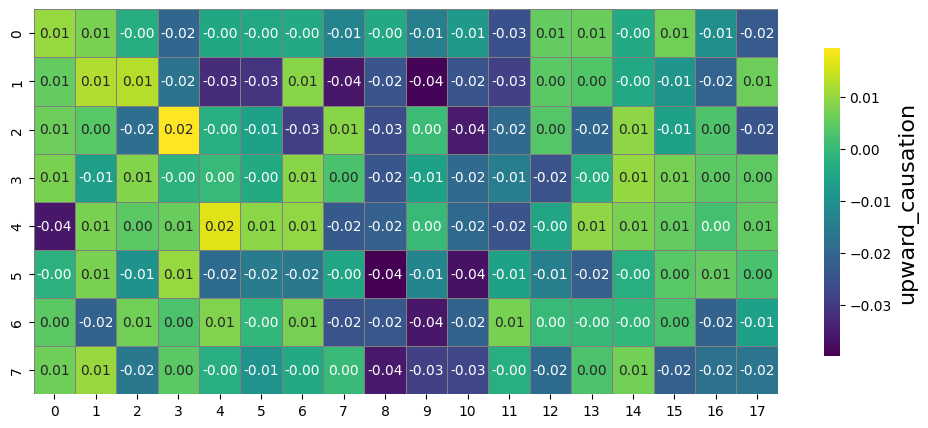 0 0.01 0.01 -0.00 -0.02 -0.00 -0.00 -0.00 -0.01 -0.00 -0.01 -0.01 -0.03 0.01 0.01 -0.00 0.01 -0.01 -0.02
1 0.01 0.01 0.01 -0.02 -0.03 -0.03 0.01 -0.04 -0.02 -0.04 -0.02 -0.03 0.00 0.00 -0.00 -0.01 -0.02 0.01
2 0.01 0.00 -0.02 0.02 -0.00 -0.01 -0.03 0.01 -0.03 0.00 -0.04 -0.02 0.00 -0.02 0.01 -0.01 0.00 -0.02
3 0.01 -0.01 0.01 -0.00 0.00 -0.00 0.01 0.00 -0.02 -0.01 -0.02 -0.01 -0.02 -0.00 0.01 0.01 0.00 0.00
4 -0.04 0.01 0.00 0.01 0.02 0.01 0.01 -0.02 -0.02 0.00 -0.02 -0.02 -0.00 0.01 0.01 0.01 0.00 0.01
5 -0.00 0.01 -0.01 0.01 -0.02 -0.02 -0.02 -0.00 -0.04 -0.01 -0.04 -0.01 -0.01 -0.02 -0.00 0.00 0.01 0.00
6 0.00 -0.02 0.01 0.00 0.01 -0.00 0.01 -0.02 -0.02 -0.04 -0.02 0.01 0.00 -0.00 -0.00 0.00 -0.02 -0.01
7 0.01 0.01 -0.02 0.00 -0.00 -0.01 -0.00 0.00 -0.04 -0.03 -0.03 -0.00 -0.02 0.00 0.01 -0.02 -0.02 -0.02
0 1 2 3 4 5 6 7 8 9 10 11 12 13 14 15 16 17
0.01
0.00
−0.01
−0.02
−0.03
upward_causation